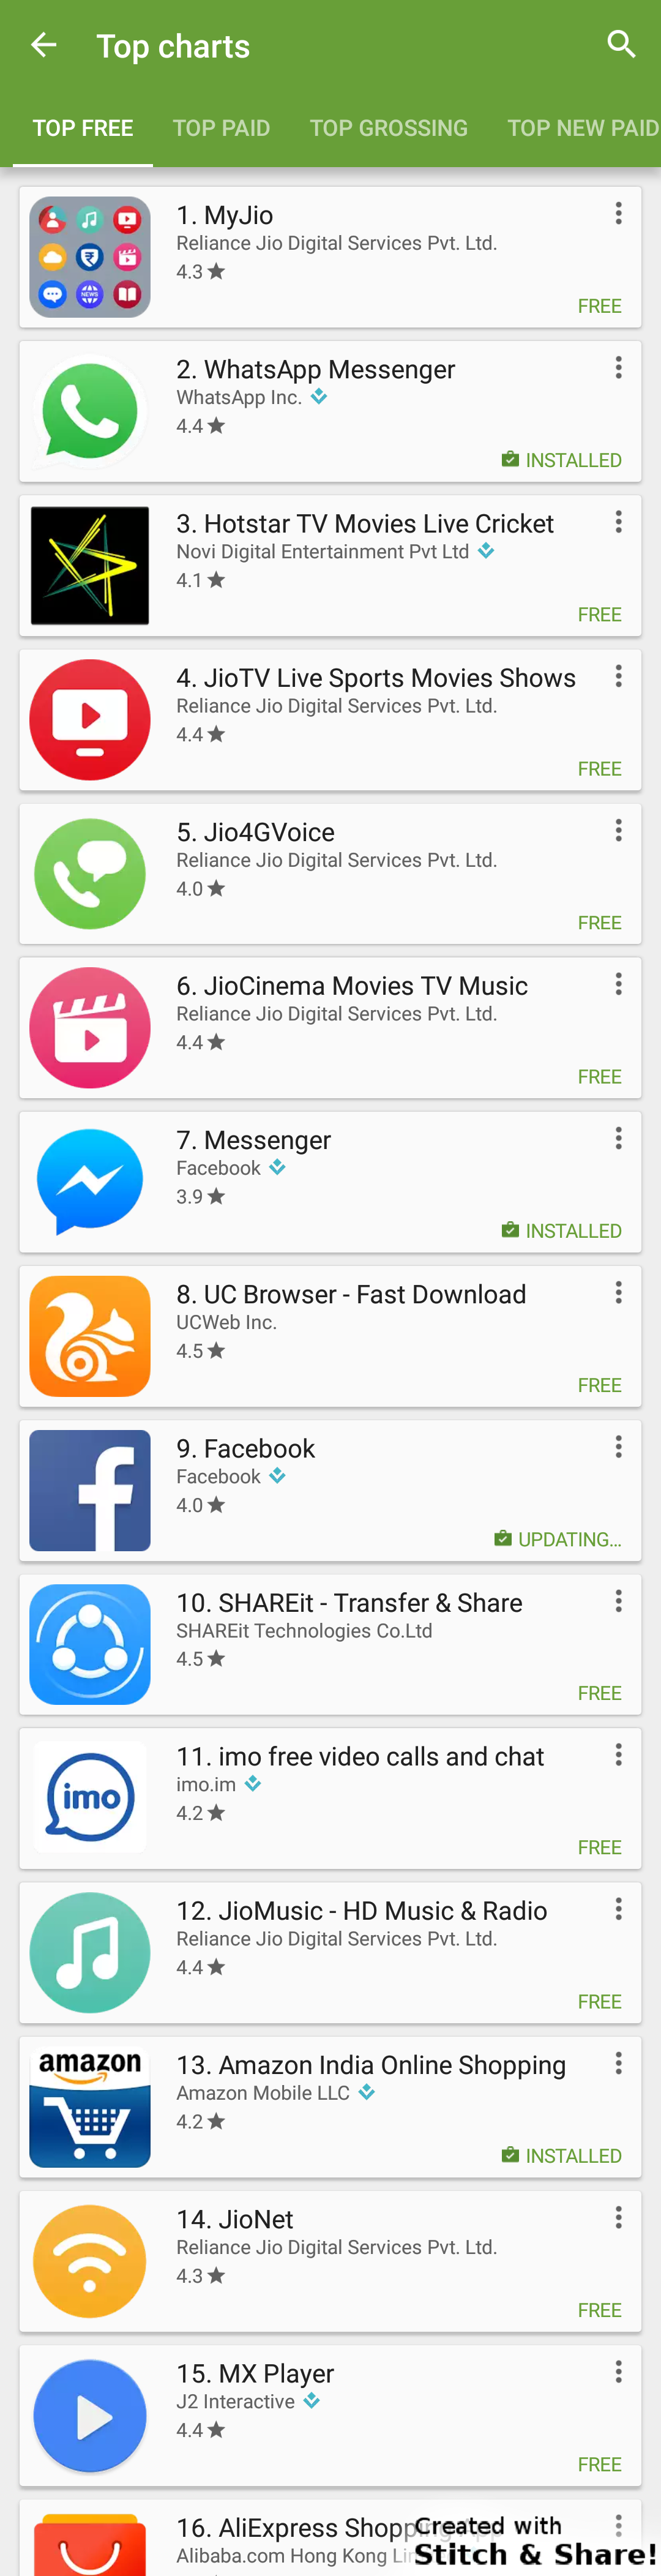 Top charts
TOP FREE TOP PAID TOP GROSSING TOP NEW PAID
1. MyJio
Reliance Jio Digital Services Pvt. Ltd.
4.3
FREE
NEWS
2. WhatsApp Messenger
WhatsApp Inc.
4.4
INSTALLED
3. Hotstar TV Movies Live Cricket
Novi Digital Entertainment Pvt Ltd
4.1
FREE
4. JioTV Live Sports Movies Shows
Reliance Jio Digital Services Pvt. Ltd.
4.4
FREE
5. Jio4GVoice
Reliance Jio Digital Services Pvt. Ltd.
4.0
FREE
6. JioCinema Movies TV Music
Reliance Jio Digital Services Pvt. Ltd.
4.4
FREE
7. Messenger
Facebook
3.9
INSTALLED
8. UC Browser - Fast Download
UCWeb Inc.
4.5
FREE
f
9. Facebook
Facebook
4.0
UPDATING...
10. SHAREit - Transfer & Share
SHAREit Technologies Co.Ltd
4.5
FREE
imo
11. imo free video calls and chat
imo.im
4.2
FREE
12. JioMusic - HD Music & Radio
Reliance Jio Digital Services Pvt. Ltd.
4.4
FREE
amazon
13. Amazon India Online Shopping
Amazon Mobile LLC
4.2
INSTALLED
14. JioNet
Reliance Jio Digital Services Pvt. Ltd.
4.3
FREE
15. MX Player
J2 Interactive
4.4
FREE
16. AliExpress Shopping App
Alibaba.com Hong Kong
Created with
Stitch & Share!